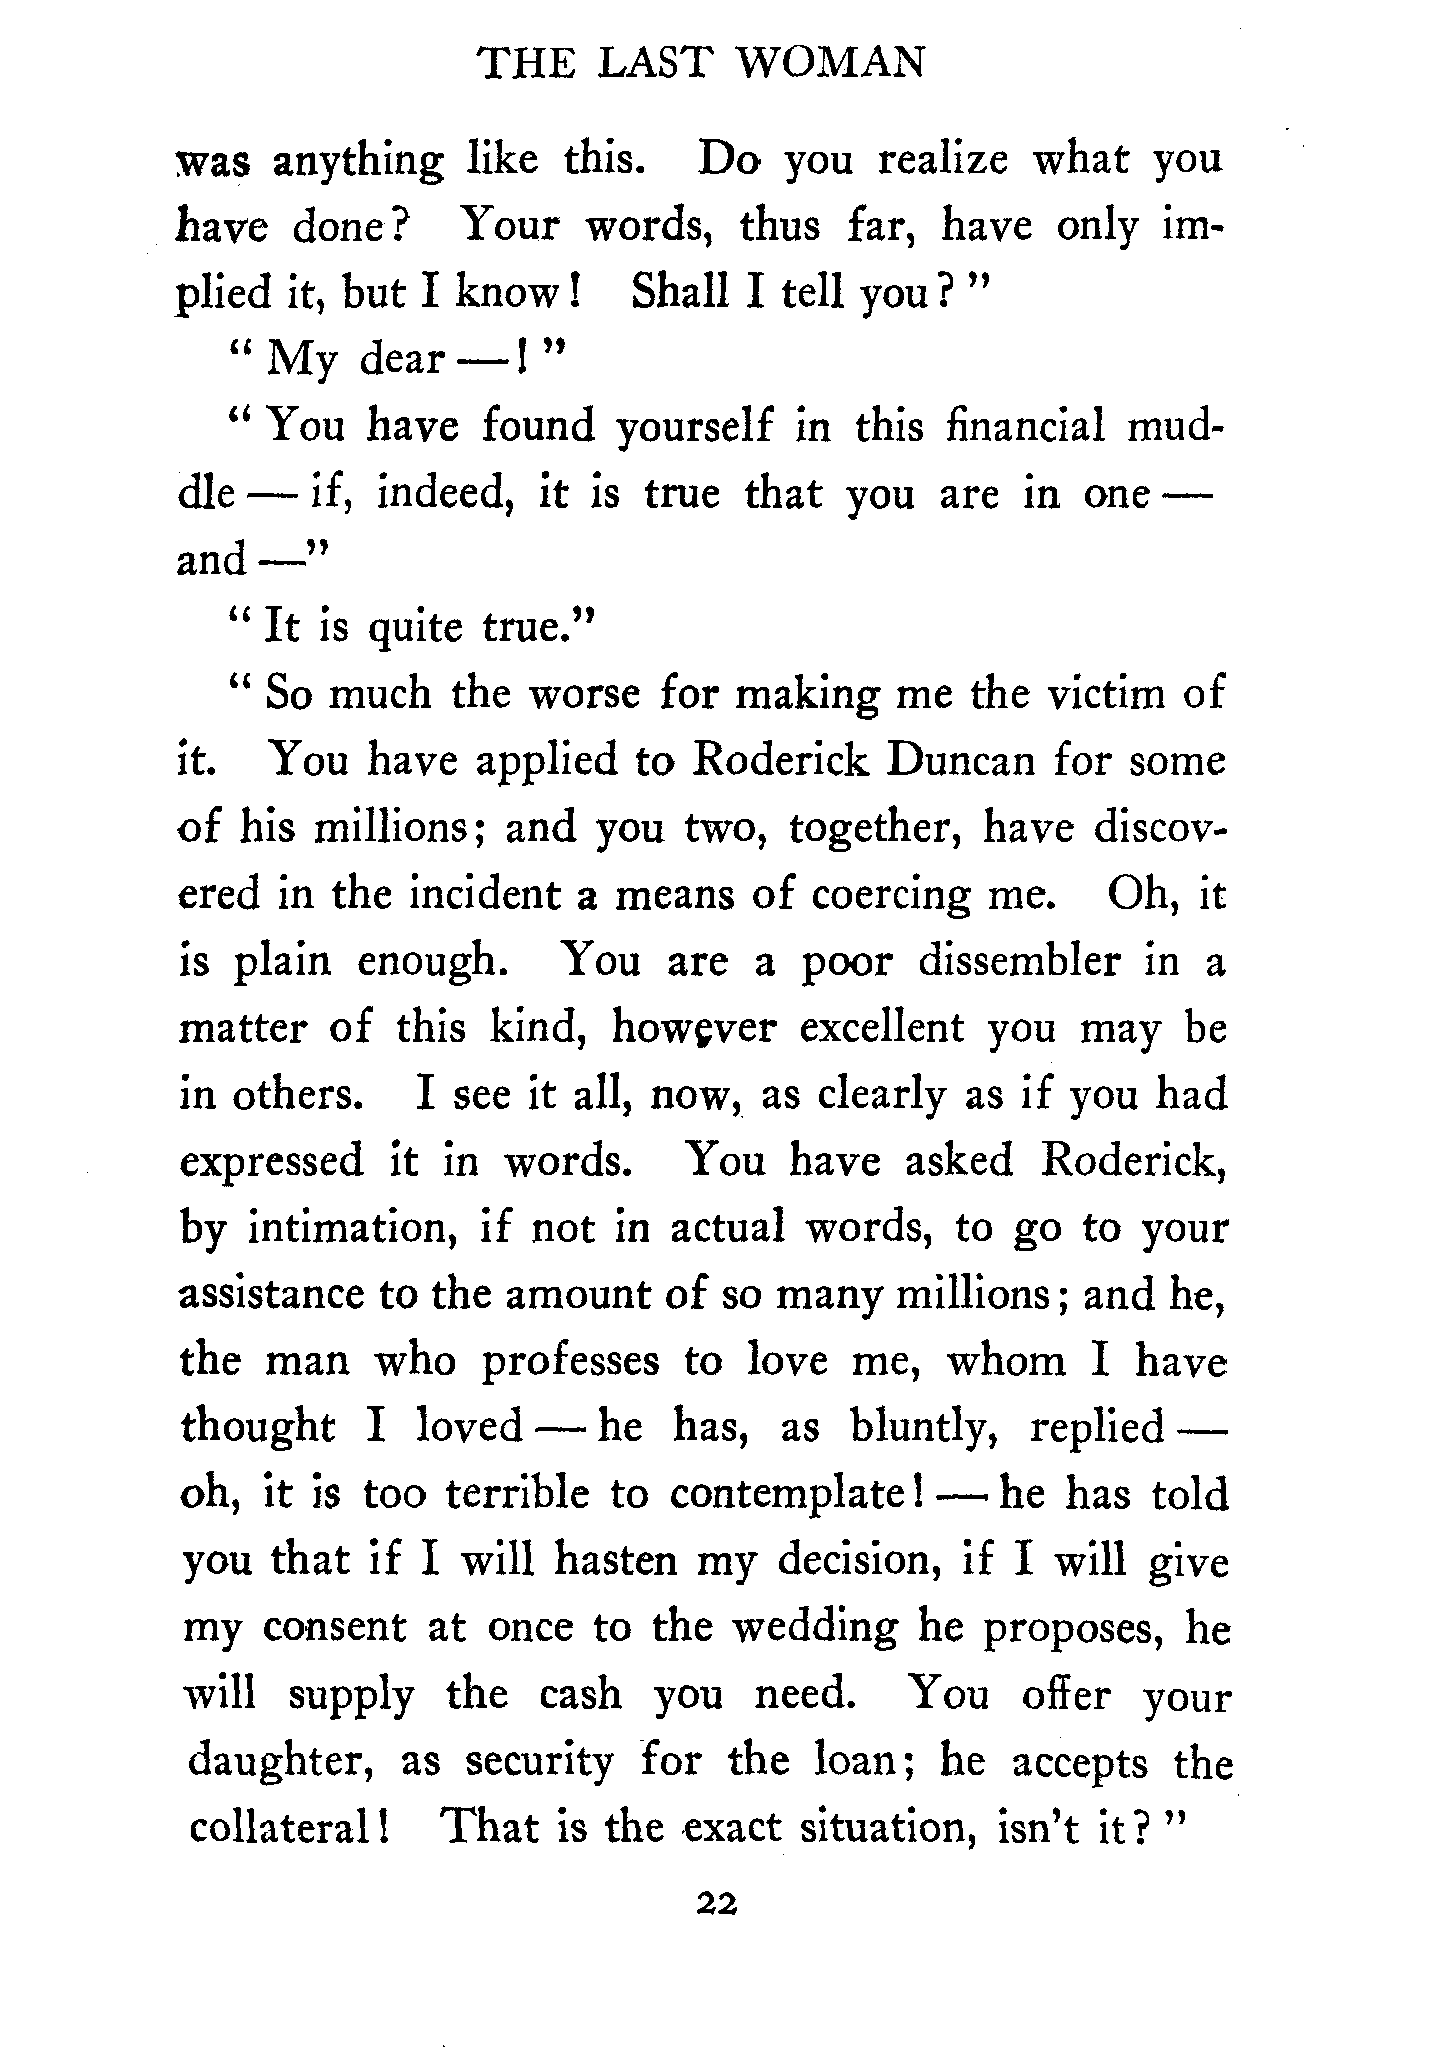 THE LAST WOMAN
was anything like this. Do you realize what you
have done? Your words, thus far, have only im-
plied it, but I know! Shall I tell you?"
"My dear—!"
"You have found yourself in this financial mud-
dle—if, indeed, it is true that you are in one—
and—"
"It is quite true."
"So much the worse for making me the victim of
it. You have applied to Roderick Duncan for some
of his millions; and you two, together, have discov-
ered in the incident a means of coercing me. Oh, it
is plain enough. You are a poor dissembler in a
matter of this kind, however excellent you may be
in others. I see it all, now, as clearly as if you had
expressed it in words. You have asked Roderick,
by intimation, if not in actual words, to go to your
assistance to the amount of so many millions; and he,
the man who professes to love me, whom I have
thought I loved—he has, as bluntly, replied—
oh, it is too terrible to contemplate!—he has told
you that if I will hasten my decision, if I will give
my consent at once to the wedding he proposes, he
will supply the cash you need. You offer your
daughter, as security for the loan; he accepts the
collateral! That is the exact situation, isn't it?"
22